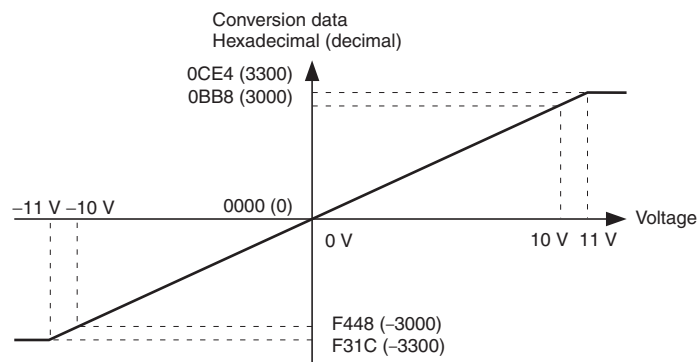 Conversion data
Hexadecimal (decimal)
0CE4 (3300)
0BB8 (3000)
−11 V −10 V
0000 (0)
Voltage
0 V
10 V
11 V
F448 (−3000)
F31C (−3300)